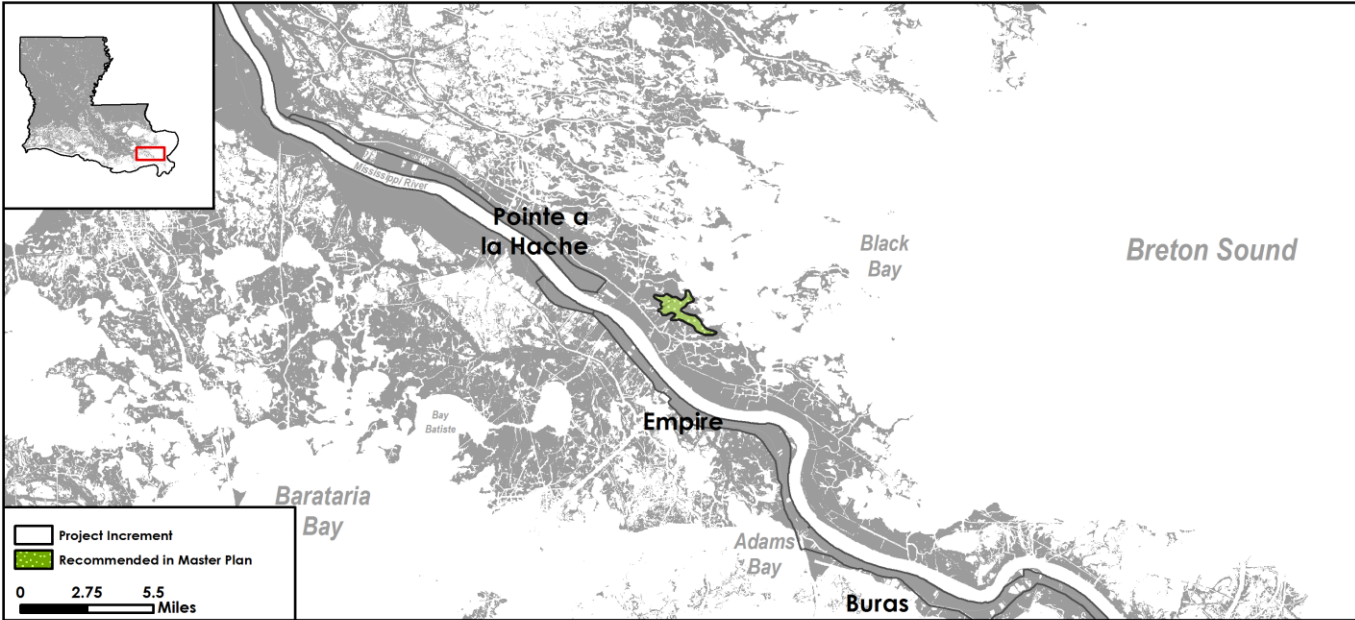 Mississippi River
Pointe a
la Hache
Black
Bay
Breton Sound
Bay
Batiste
Empire
Barataria
Bay
Adams
Bay
Buras
Project Increment
Recommended in Master Plan
0 2.75 5.5
Miles